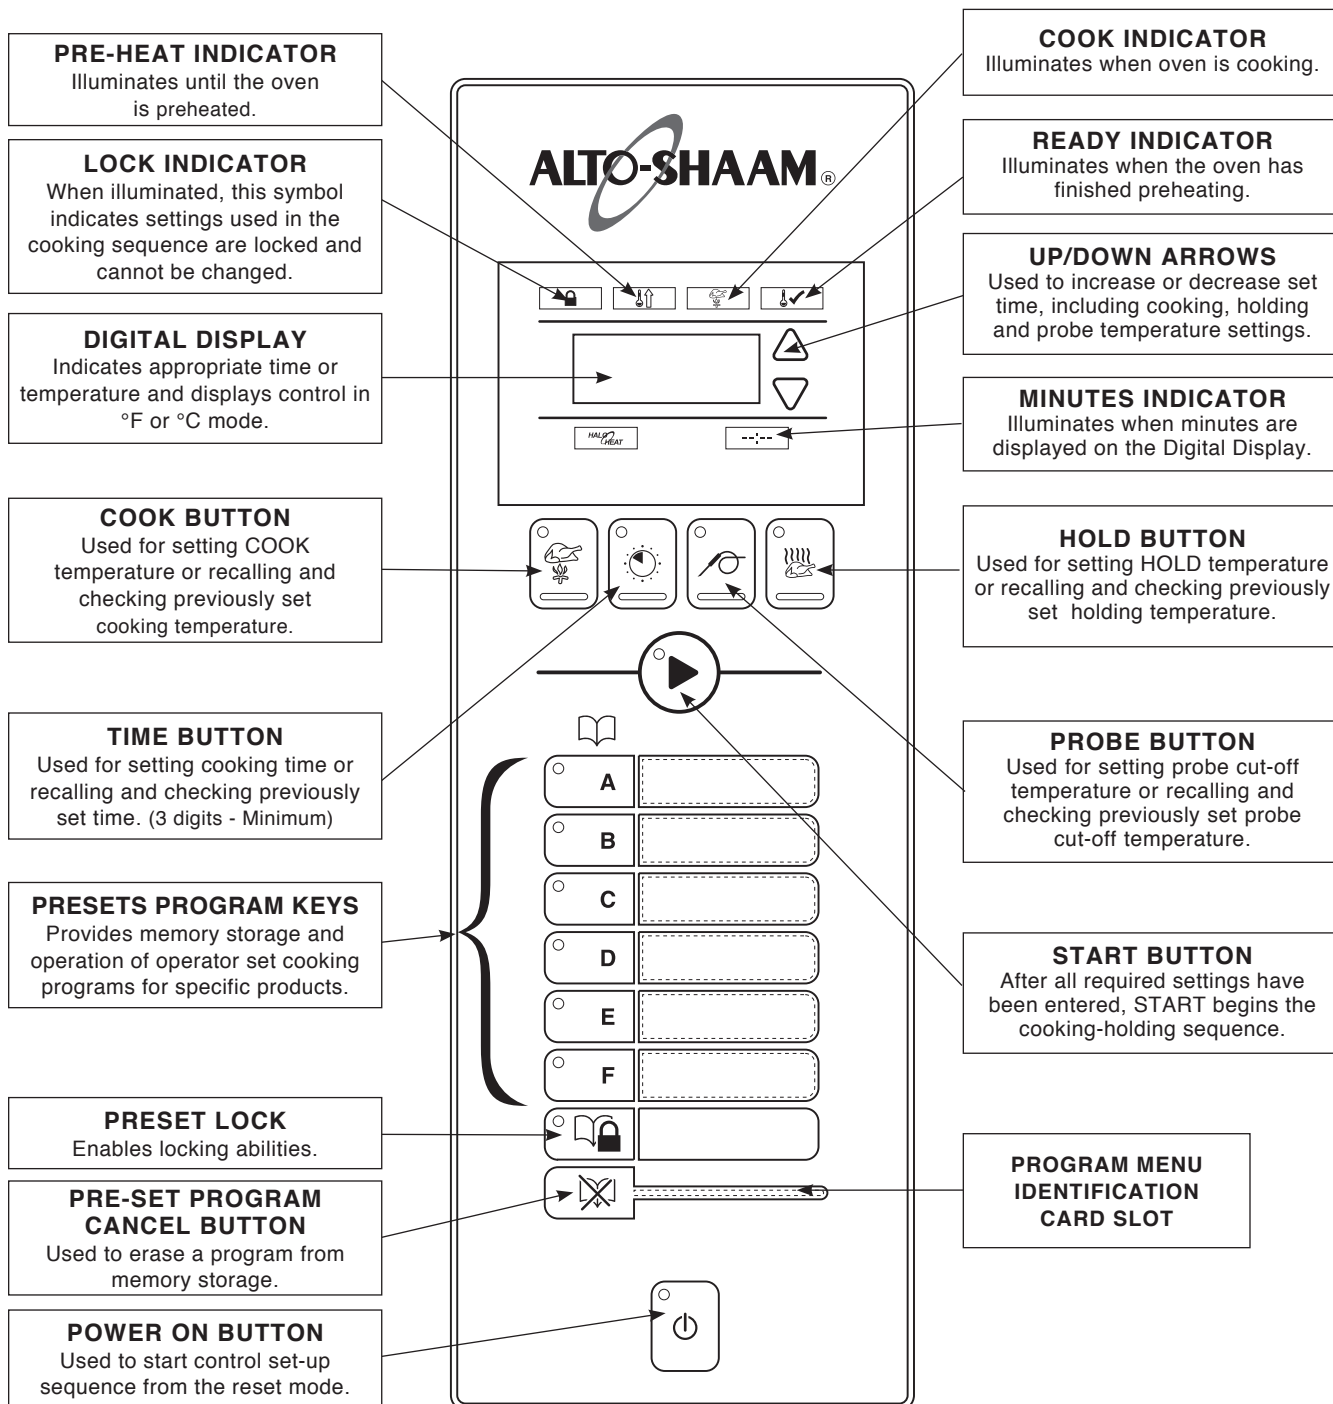 PRE-HEAT INDICATOR
Illuminates until the oven
is preheated.
LOCK INDICATOR
When illuminated, this symbol
indicates settings used in the
cooking sequence are locked and
cannot be changed.
DIGITAL DISPLAY
Indicates appropriate time or
temperature and displays control in
°F or °C mode.
COOK BUTTON
Used for setting COOK
temperature or recalling and
checking previously set
cooking temperature.
TIME BUTTON
Used for setting cooking time or
recalling and checking previously
set time. (3 digits - Minimum)
PRESETS PROGRAM KEYS
Provides memory storage and
operation of operator set cooking
programs for specific products.
PRESET LOCK
Enables locking abilities.
PRE-SET PROGRAM
CANCEL BUTTON
Used to erase a program from
memory storage.
POWER ON BUTTON
Used to start control set-up
sequence from the reset mode.
ALTO-SHAAM®
HALO HEAT
--:--
A
B
C
D
E
F
COOK INDICATOR
Illuminates when oven is cooking.
READY INDICATOR
Illuminates when the oven has
finished preheating.
UP/DOWN ARROWS
Used to increase or decrease set
time, including cooking, holding
and probe temperature settings.
MINUTES INDICATOR
Illuminates when minutes are
displayed on the Digital Display.
HOLD BUTTON
Used for setting HOLD temperature
or recalling and checking previously
set holding temperature.
PROBE BUTTON
Used for setting probe cut-off
temperature or recalling and
checking previously set probe
cut-off temperature.
START BUTTON
After all required settings have
been entered, START begins the
cooking-holding sequence.
PROGRAM MENU
IDENTIFICATION
CARD SLOT